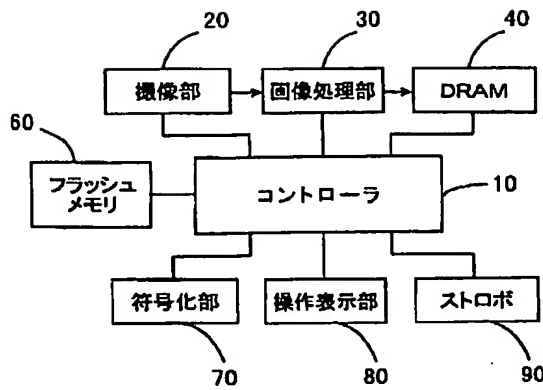 20
30
40
撮像部
画像処理部
DRAM
60
フラッシュ
メモリ
コントローラ
10
符号化部
操作表示部
ストロボ
70
80
90